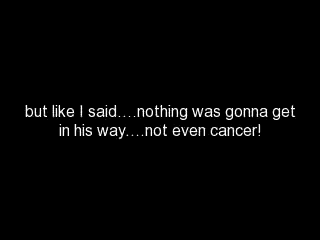 but like I said....nothing was gonna get
in his way....not even cancer!